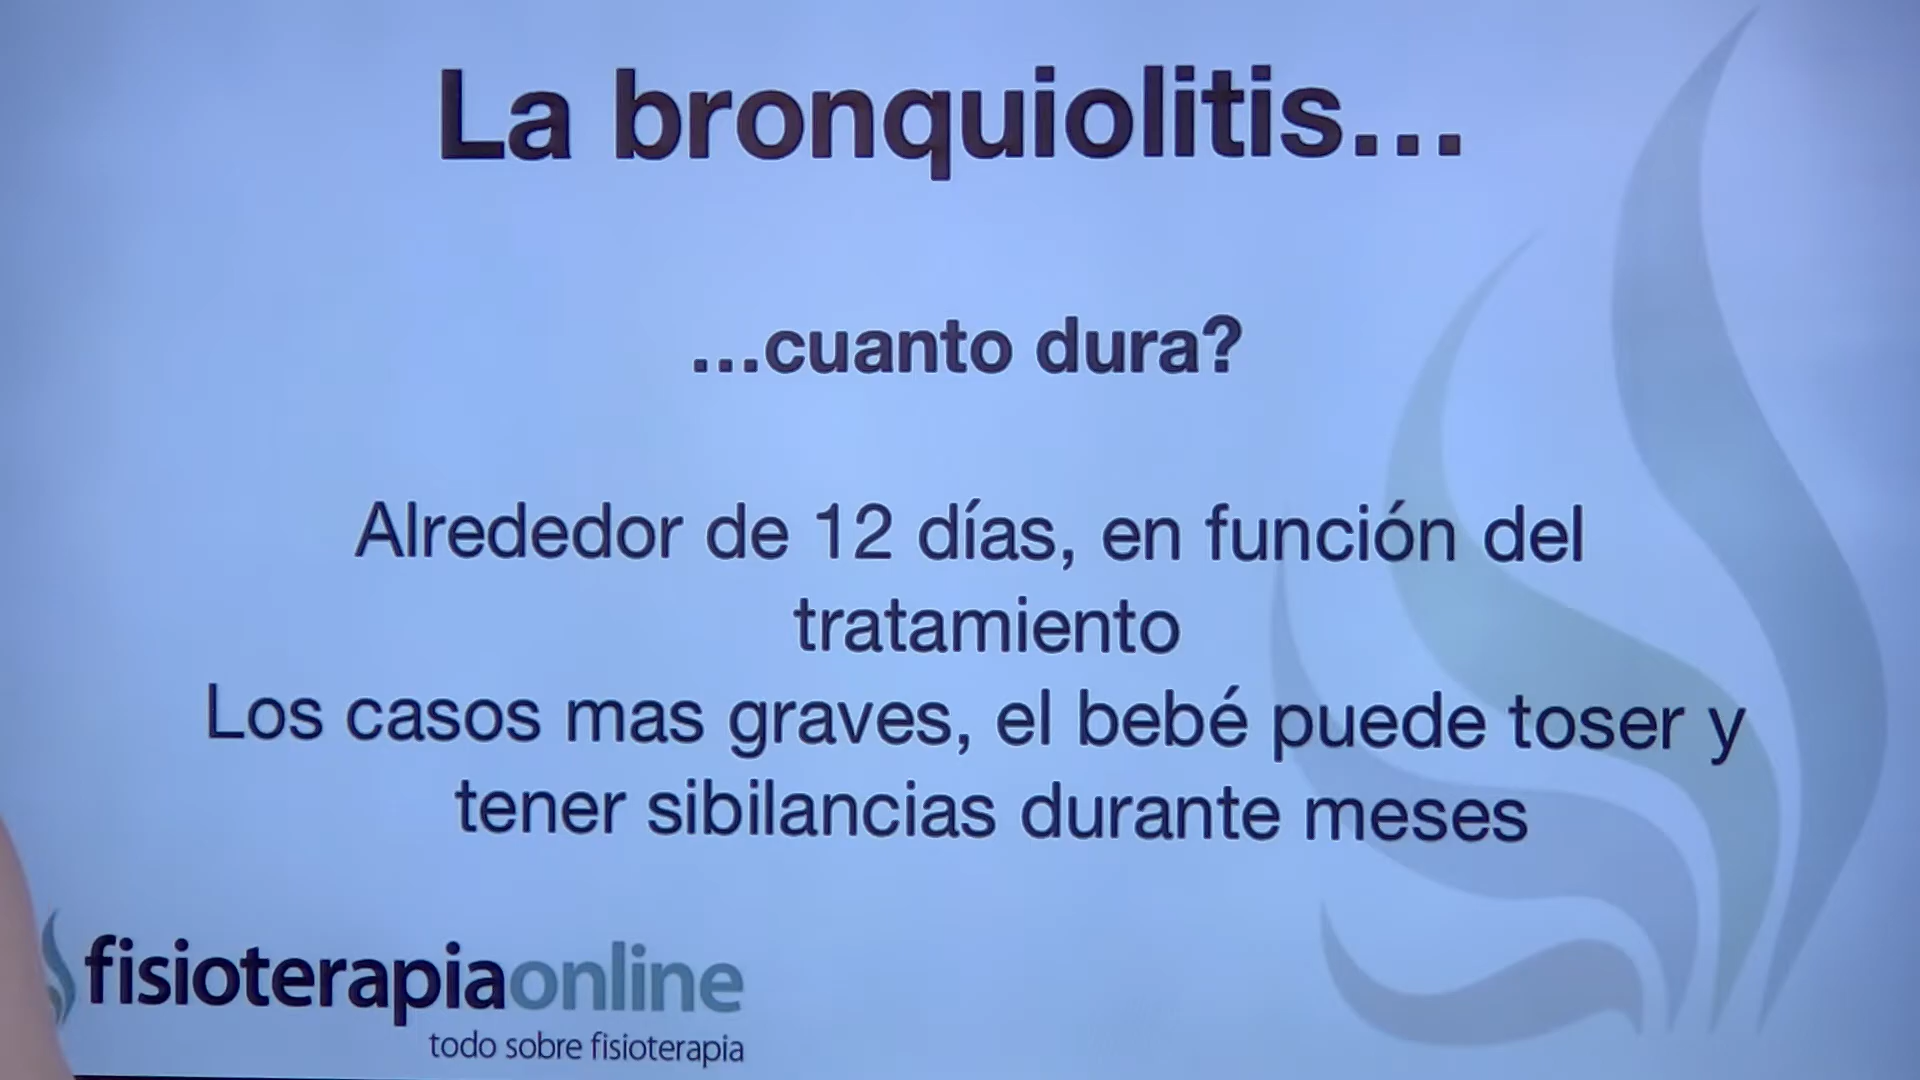 La bronquiolitis...
...cuanto dura?
Alrededor de 12 días, en función del
tratamiento
Los casos mas graves, el bebé puede toser y
tener sibilancias durante meses
fisioterapiaonline
todo sobre fisioterapia